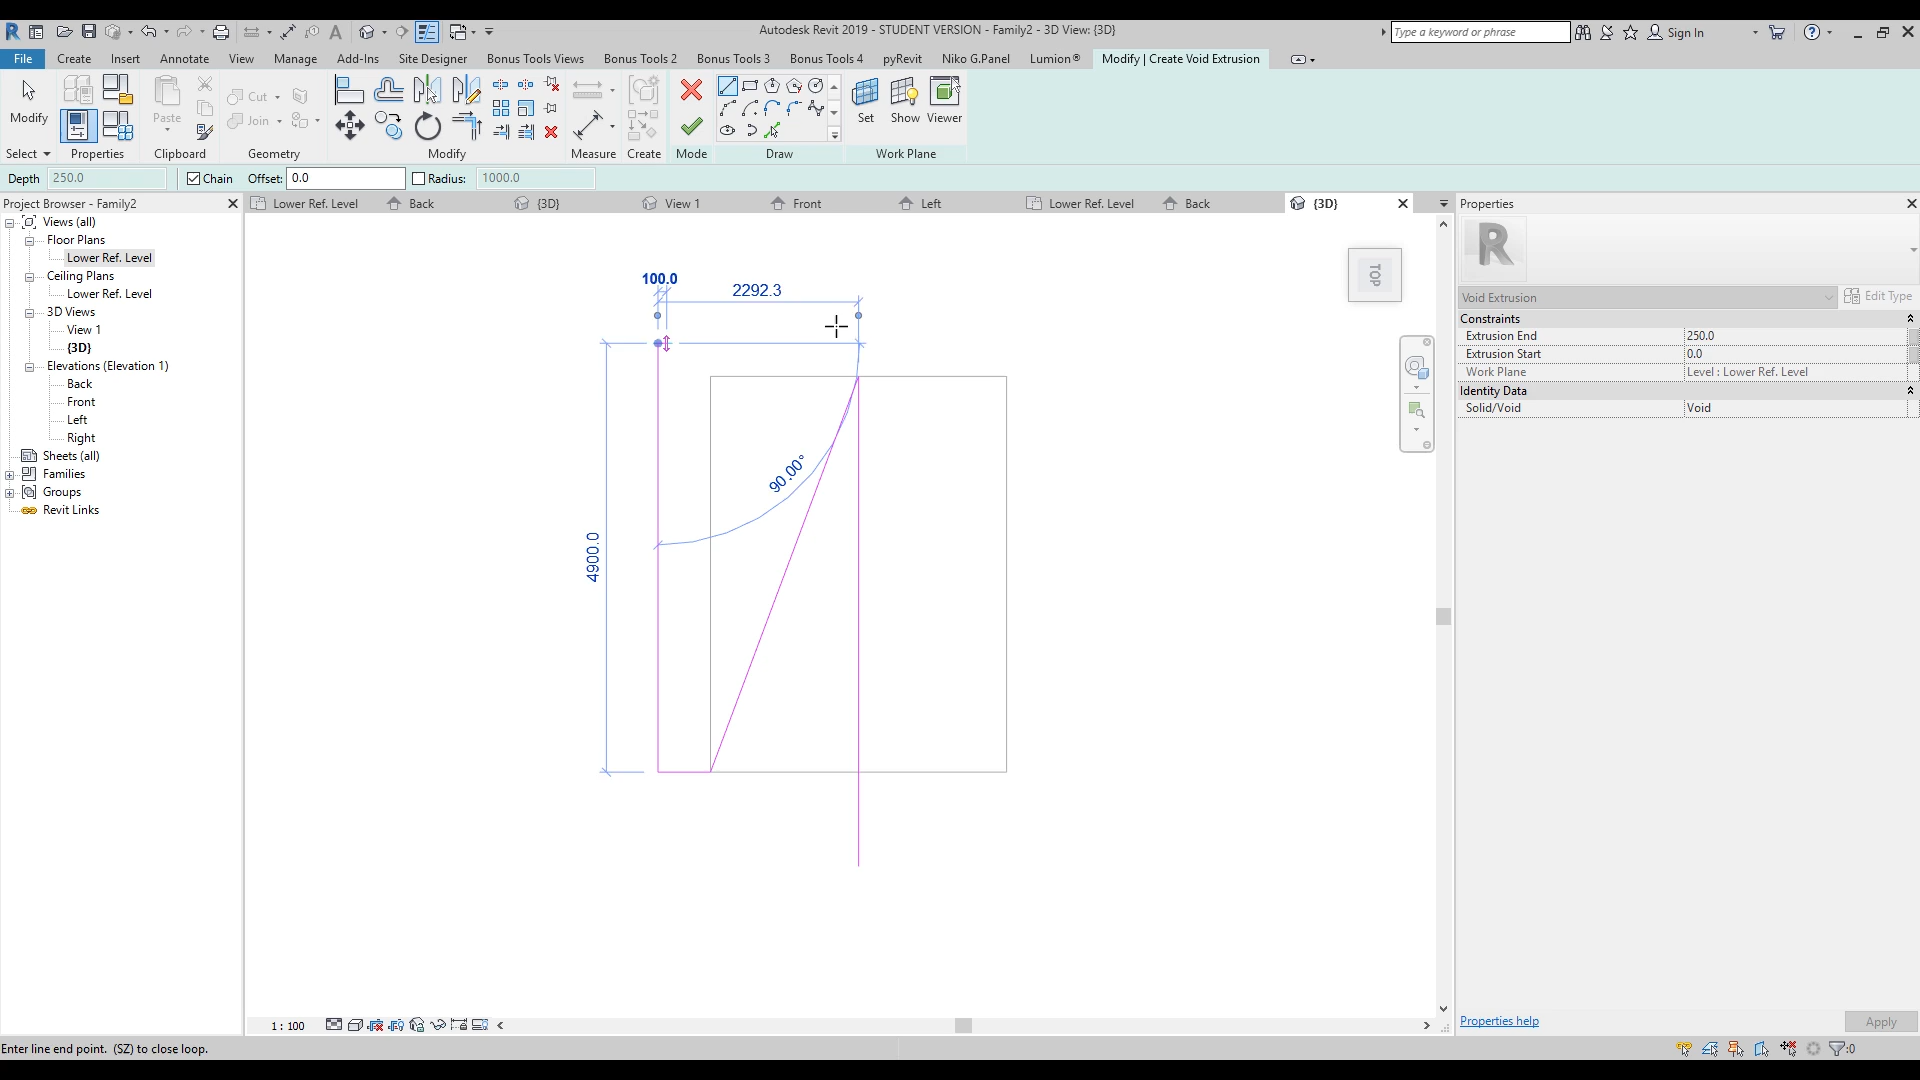 Autodesk Revit 2019 - STUDENT VERSION - Family2 - 3D View: {3D}
Type a keyword or phrase
Sign In
File Create Insert Annotate View Manage Add-Ins Site Designer Bonus Tools Views Bonus Tools 2 Bonus Tools 3 Bonus Tools 4 pyRevit Niko G.Panel Lumion® Modify | Create Void Extrusion
Modify
Paste
Cut
Join
Set Show Viewer
Select Properties Clipboard Geometry Modify Measure Create Mode Draw Work Plane
Depth 250.0 Chain Offset: 0.0 Radius: 1000.0
Project Browser - Family2
Views (all)
Floor Plans
Lower Ref. Level
Ceiling Plans
Lower Ref. Level
3D Views
View 1
{3D}
Elevations (Elevation 1)
Back
Front
Left
Right
Sheets (all)
Families
Groups
Revit Links
Lower Ref. Level Back {3D} View 1 Front Left Lower Ref. Level Back {3D}
100.0
2292.3
90.00°
4900.0
TOP
1 : 100
Properties
R
Void Extrusion
Edit Type
Constraints
Extrusion End 250.0
Extrusion Start 0.0
Work Plane Level : Lower Ref. Level
Identity Data
Solid/Void Void
Properties help
Apply
Enter line end point. (SZ) to close loop.
:0